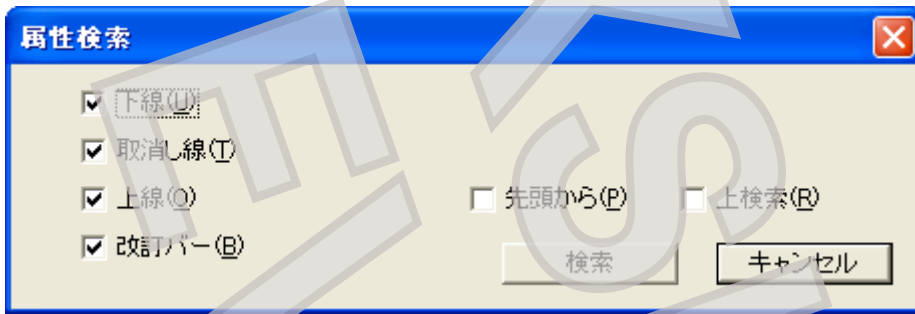 属性検索
下線(U)
取消し線(T)
上線(O)
先頭から(P) 上検索(R)
改訂バー(B)
検索 キャンセル